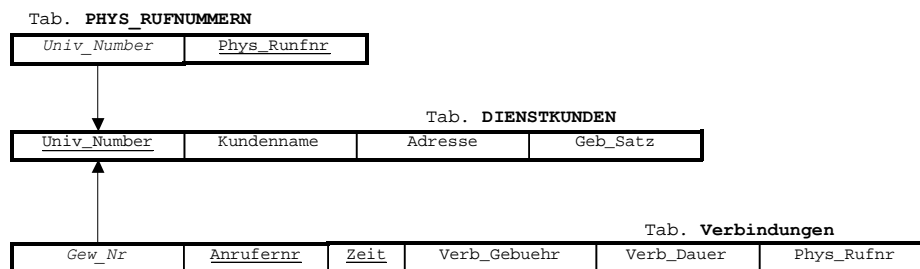 Tab. PHYS_RUFNUMMERN
Univ_Number Phys_Runfnr
Tab. DIENSTKUNDEN
Univ_Number Kundenname Adresse Geb_Satz
Tab. Verbindungen
Gew_Nr Anrufernr Zeit Verb_Gebuehr Verb_Dauer Phys_Rufnr